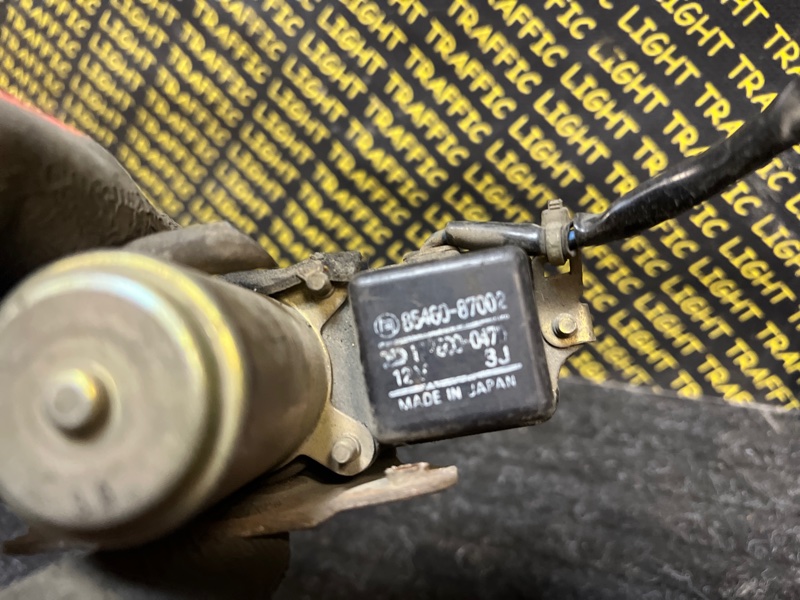 LIGHT TRAFFIC
85460-87002
3J
12V
MADE IN JAPAN